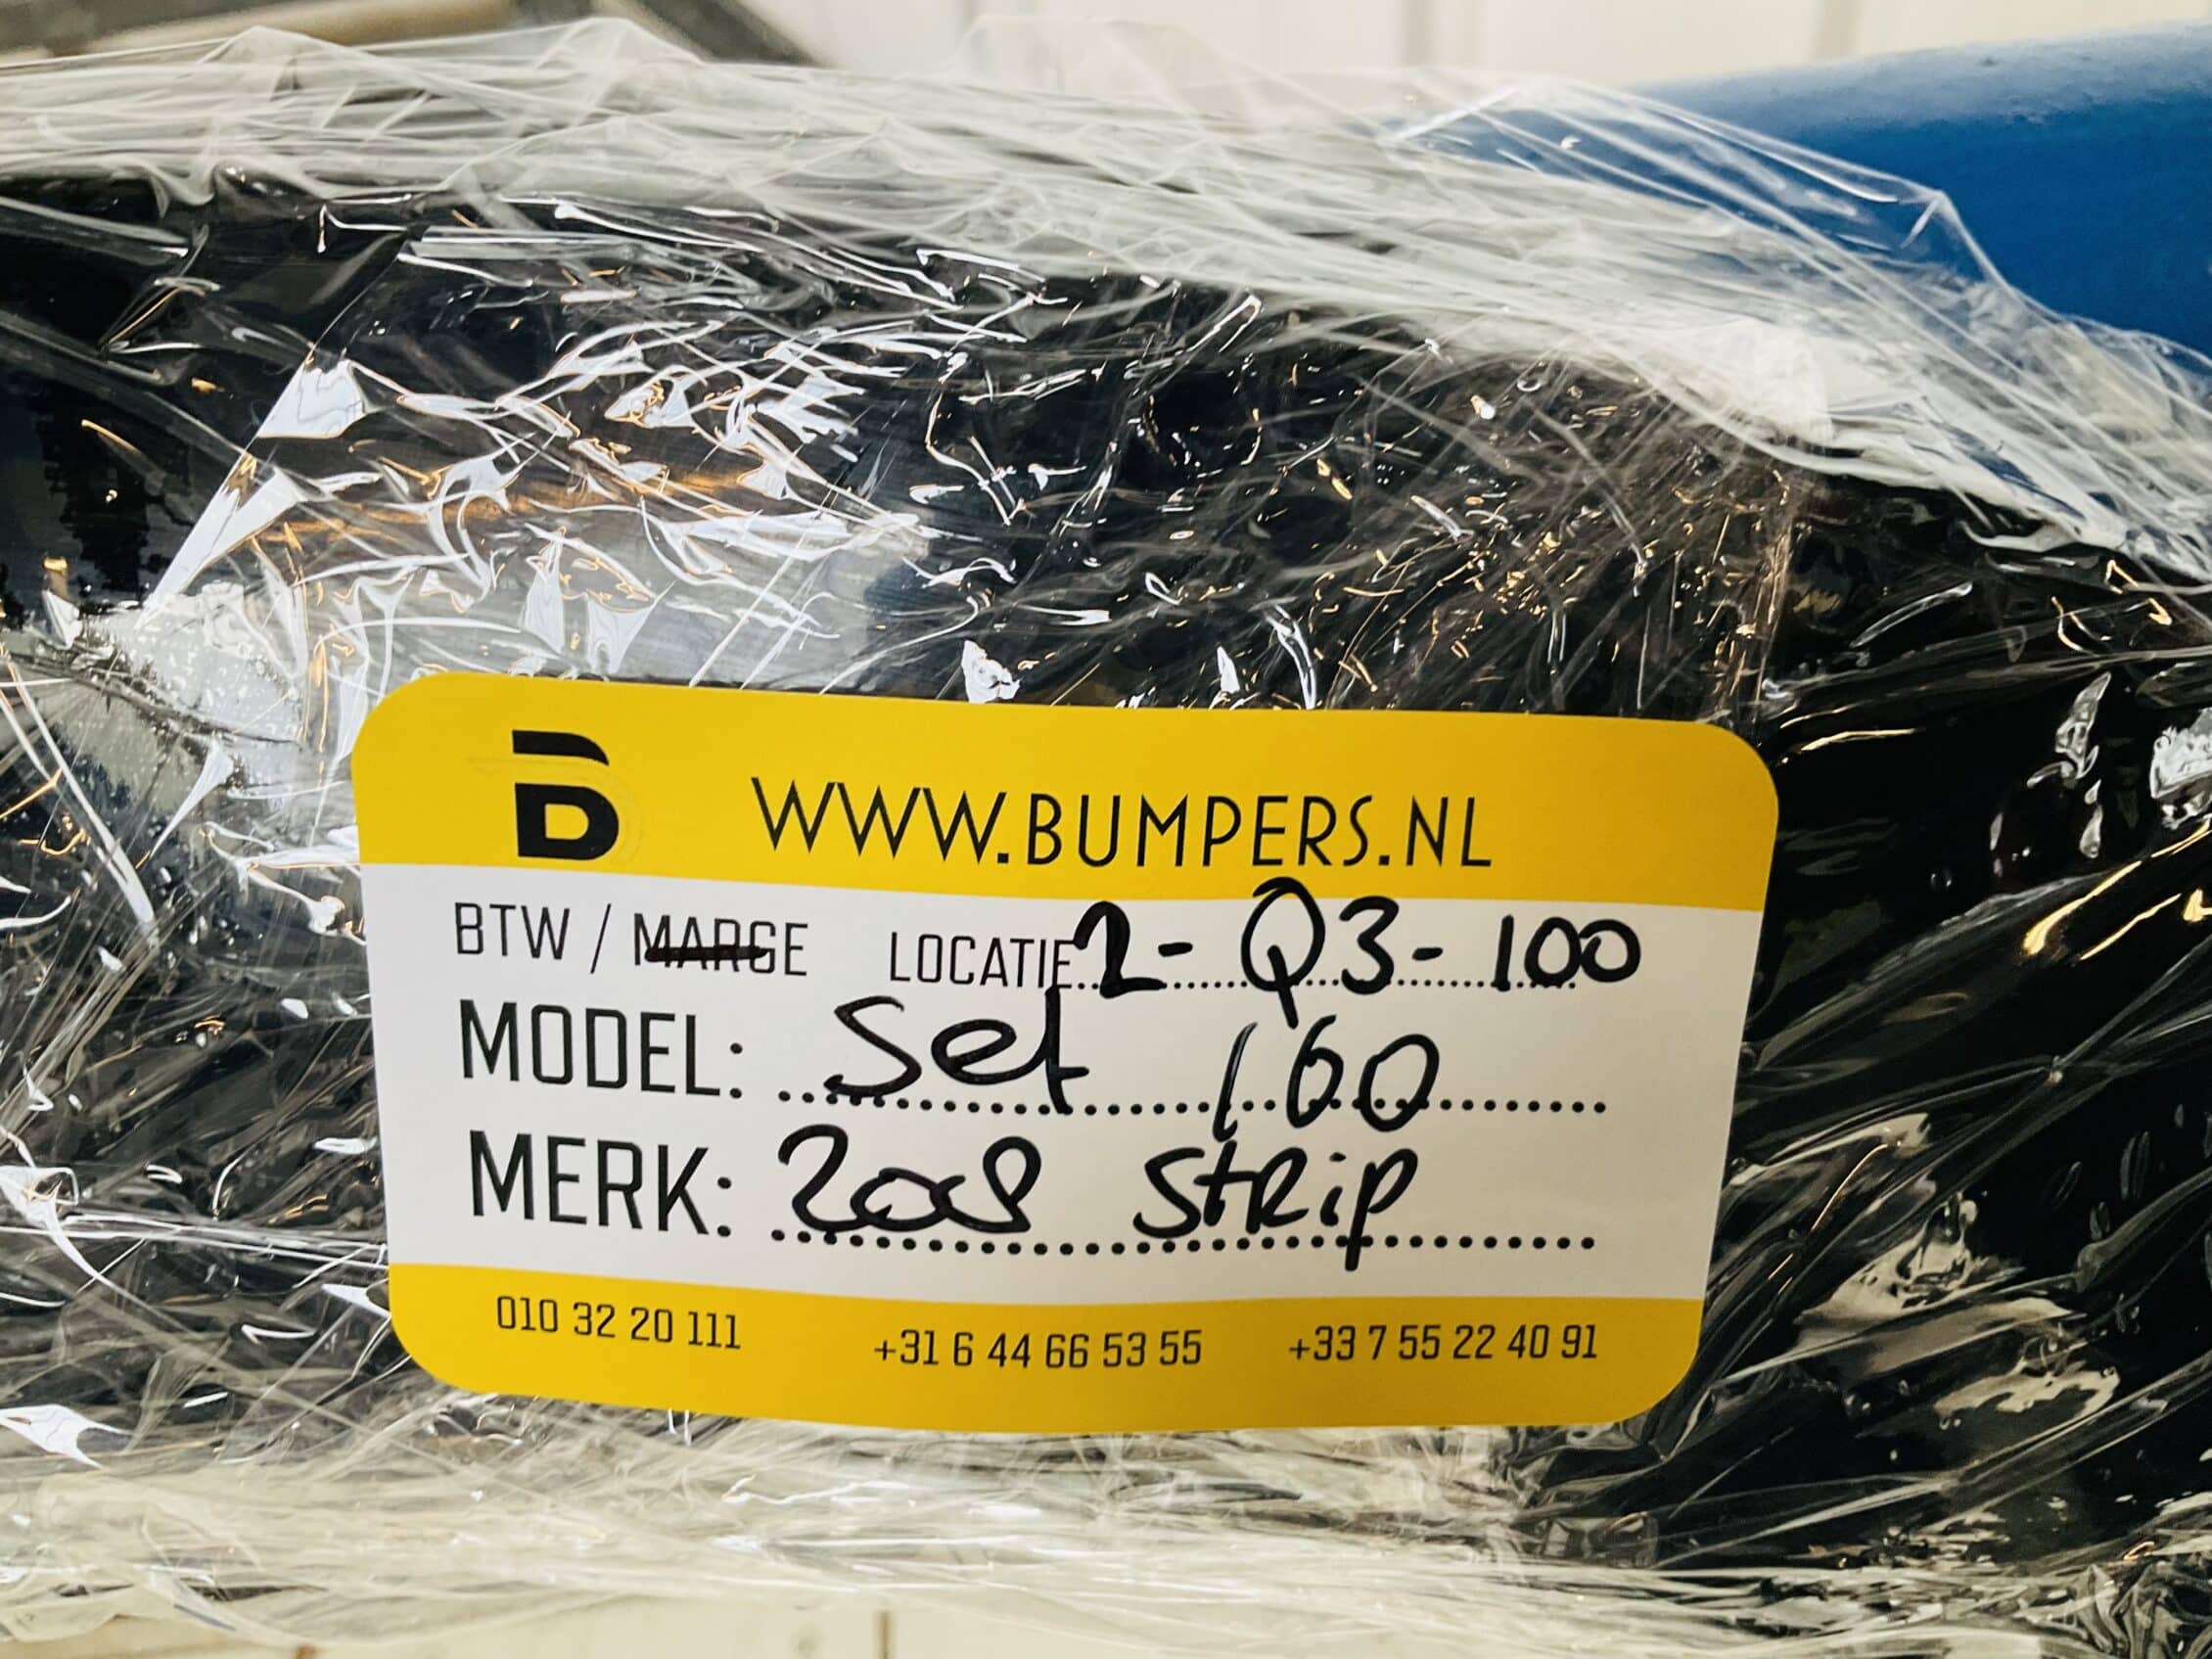 B WWW.BUMPERS.NL
BTW / MARGE LOCATIE 2-Q3-100
MODEL: Set 160
MERK: 208 Strip
010 32 20 111 +31 6 44 66 53 55 +33 7 55 22 40 91